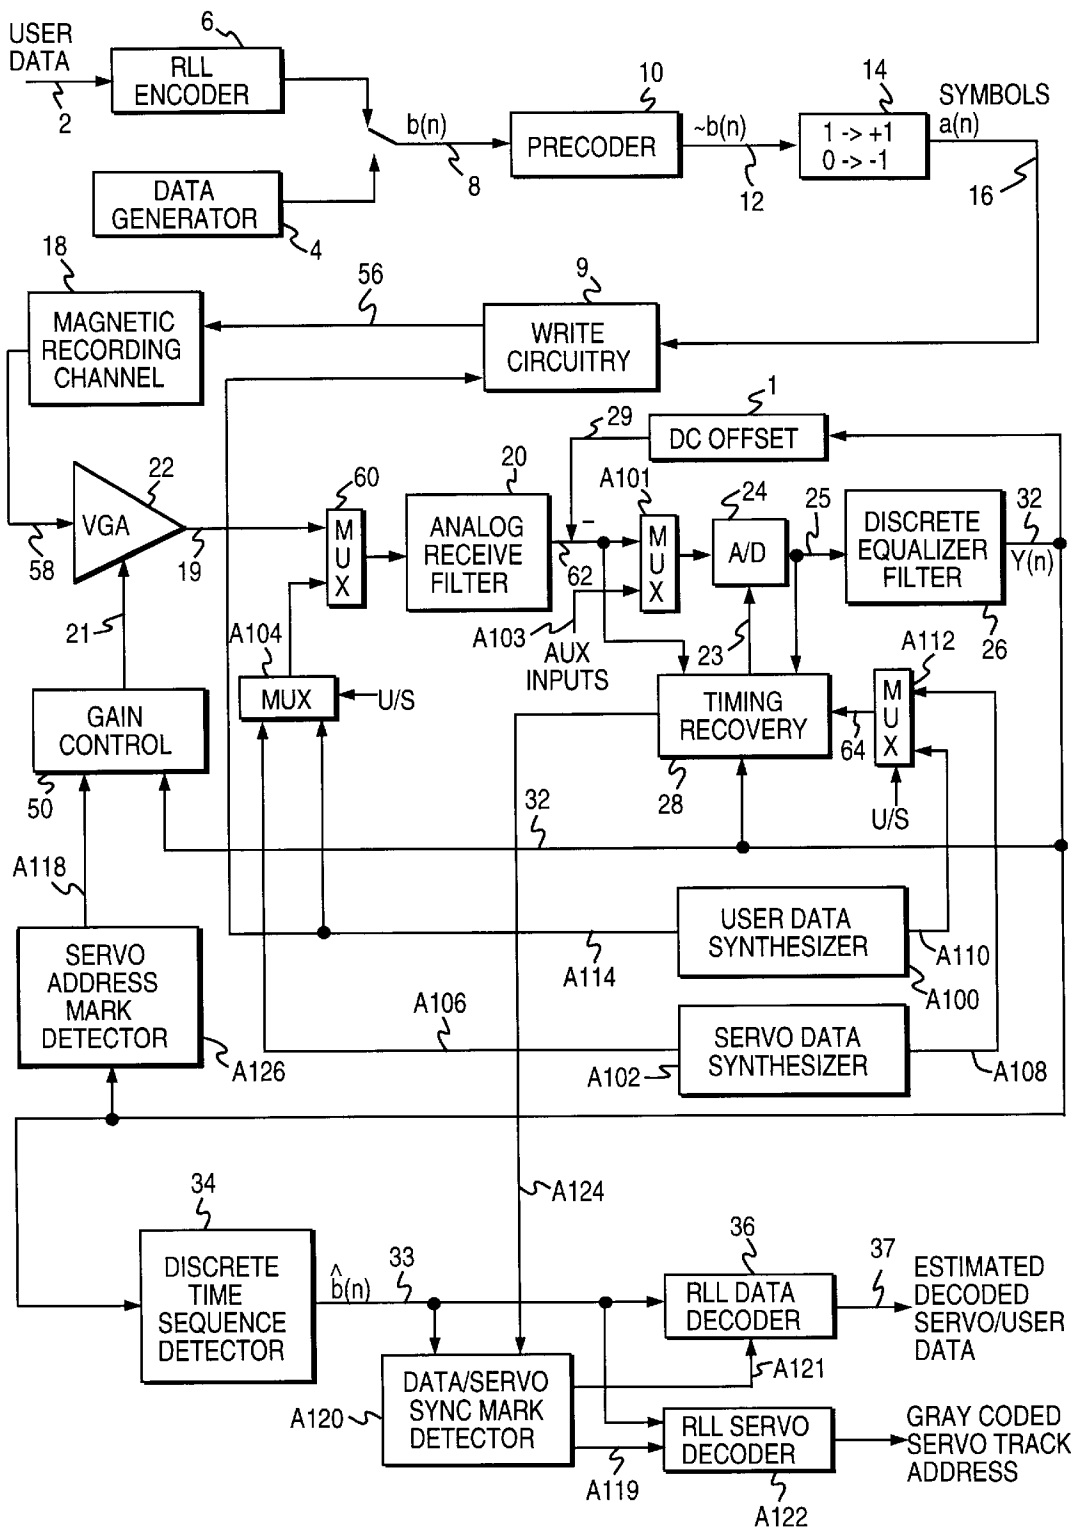 USER
DATA
2
6
RLL
ENCODER
DATA
GENERATOR
4
b(n)
8
10
PRECODER
~b(n)
12
14
1 -> +1
0 -> -1
SYMBOLS
a(n)
16
18
MAGNETIC
RECORDING
CHANNEL
56
9
WRITE
CIRCUITRY
1
DC OFFSET
29
22
VGA
58
19
21
60
MUX
20
ANALOG
RECEIVE
FILTER
–
62
A101
MUX
A103
AUX
INPUTS
24
A/D
23
25
DISCRETE
EQUALIZER
FILTER
26
32
Y(n)
A104
MUX
U/S
GAIN
CONTROL
50
TIMING
RECOVERY
28
64
A112
MUX
U/S
32
A118
SERVO
ADDRESS
MARK
DETECTOR
A126
USER DATA
SYNTHESIZER
A110
A100
A114
A106
SERVO DATA
SYNTHESIZER
A102
A108
A124
34
DISCRETE
TIME
SEQUENCE
DETECTOR
b̂(n)
33
36
RLL DATA
DECODER
37
ESTIMATED
DECODED
SERVO/USER
DATA
A121
A120
DATA/SERVO
SYNC MARK
DETECTOR
A119
RLL SERVO
DECODER
A122
GRAY CODED
SERVO TRACK
ADDRESS